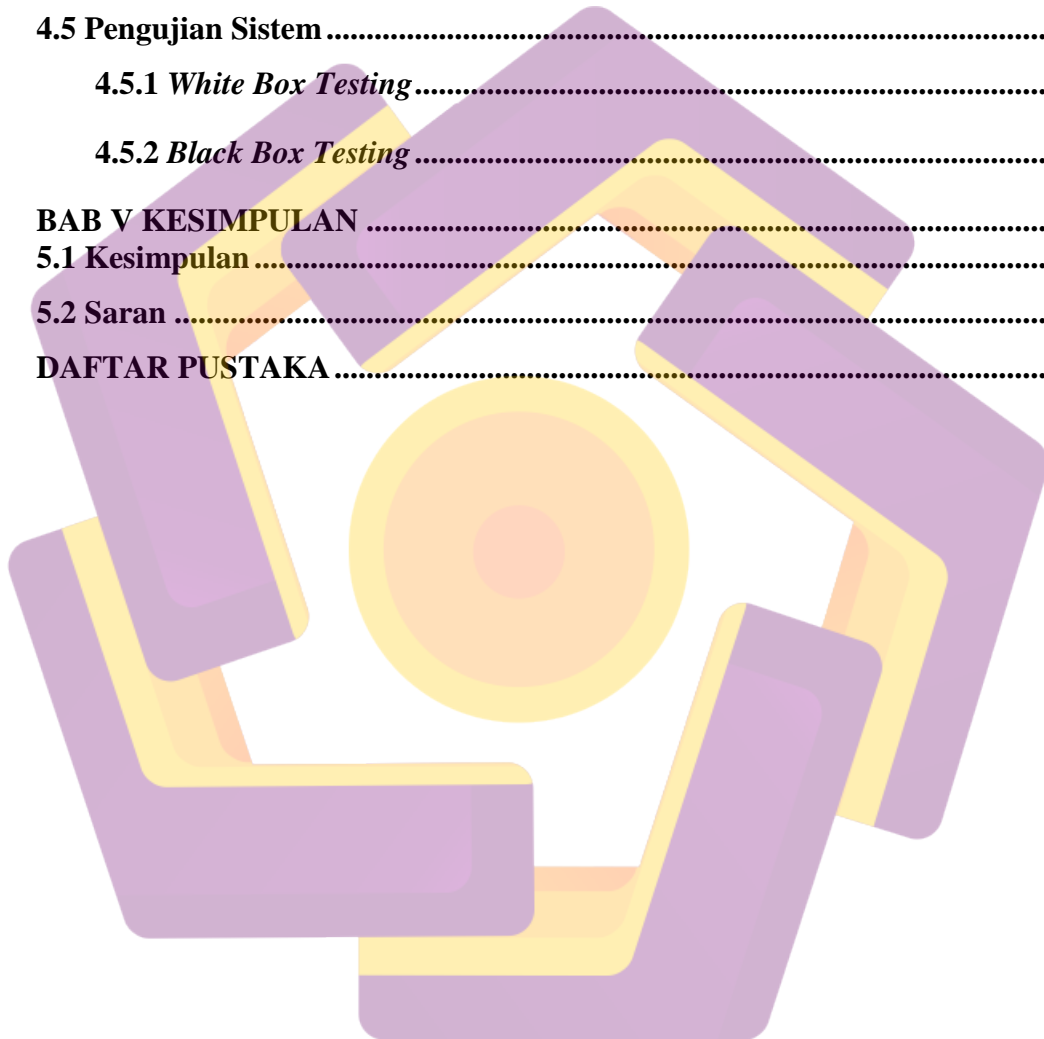 4.5 Pengujian Sistem ........................................................................................
4.5.1 White Box Testing ........................................................................................
4.5.2 Black Box Testing ........................................................................................
BAB V KESIMPULAN ........................................................................................
5.1 Kesimpulan ........................................................................................
5.2 Saran ........................................................................................
DAFTAR PUSTAKA ........................................................................................